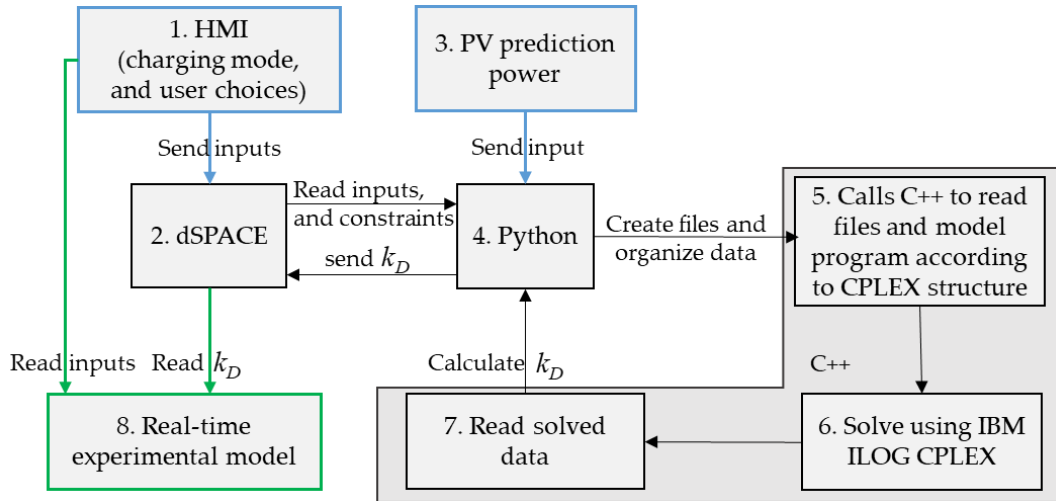 1. HMI
(charging mode,
and user choices)
3. PV prediction
power
Send inputs
Send input
2. dSPACE
Read inputs,
and constraints
send k_D
4. Python
Create files and
organize data
5. Calls C++ to read
files and model
program according
to CPLEX structure
Read inputs
Read k_D
Calculate k_D
C++
8. Real-time
experimental model
7. Read solved
data
6. Solve using IBM
ILOG CPLEX